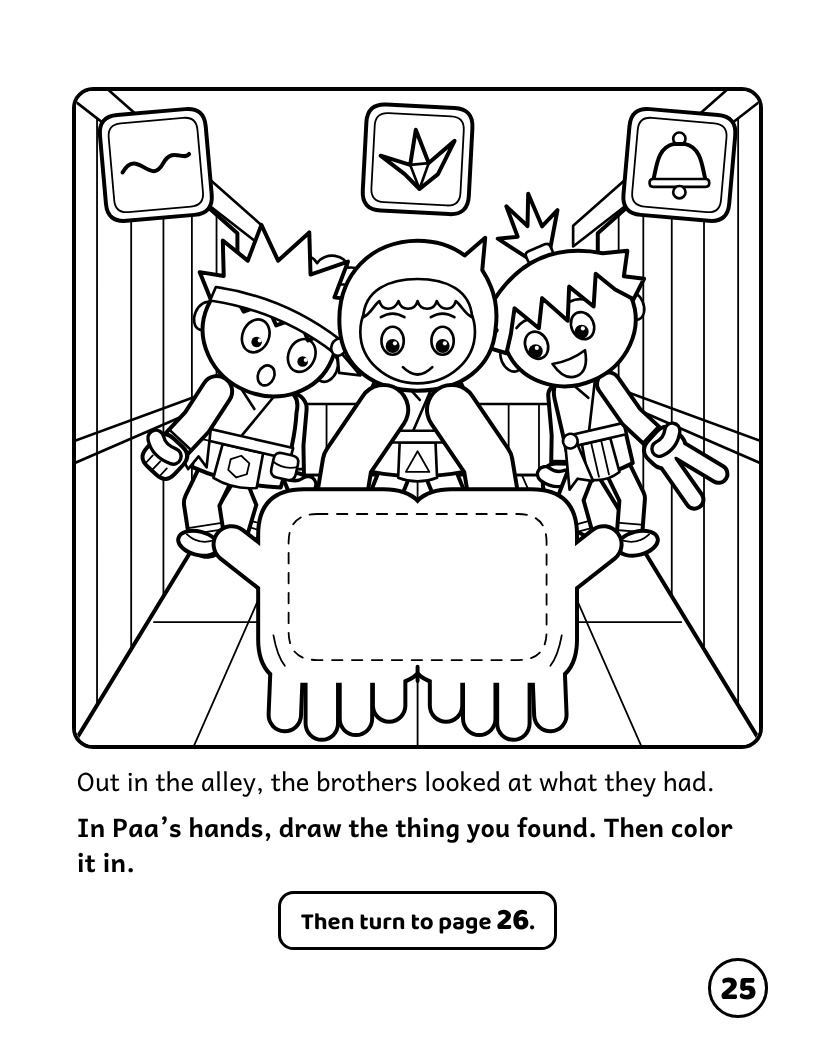 Out in the alley, the brothers looked at what they had.
In Paa’s hands, draw the thing you found. Then color
it in.
Then turn to page 26.
25